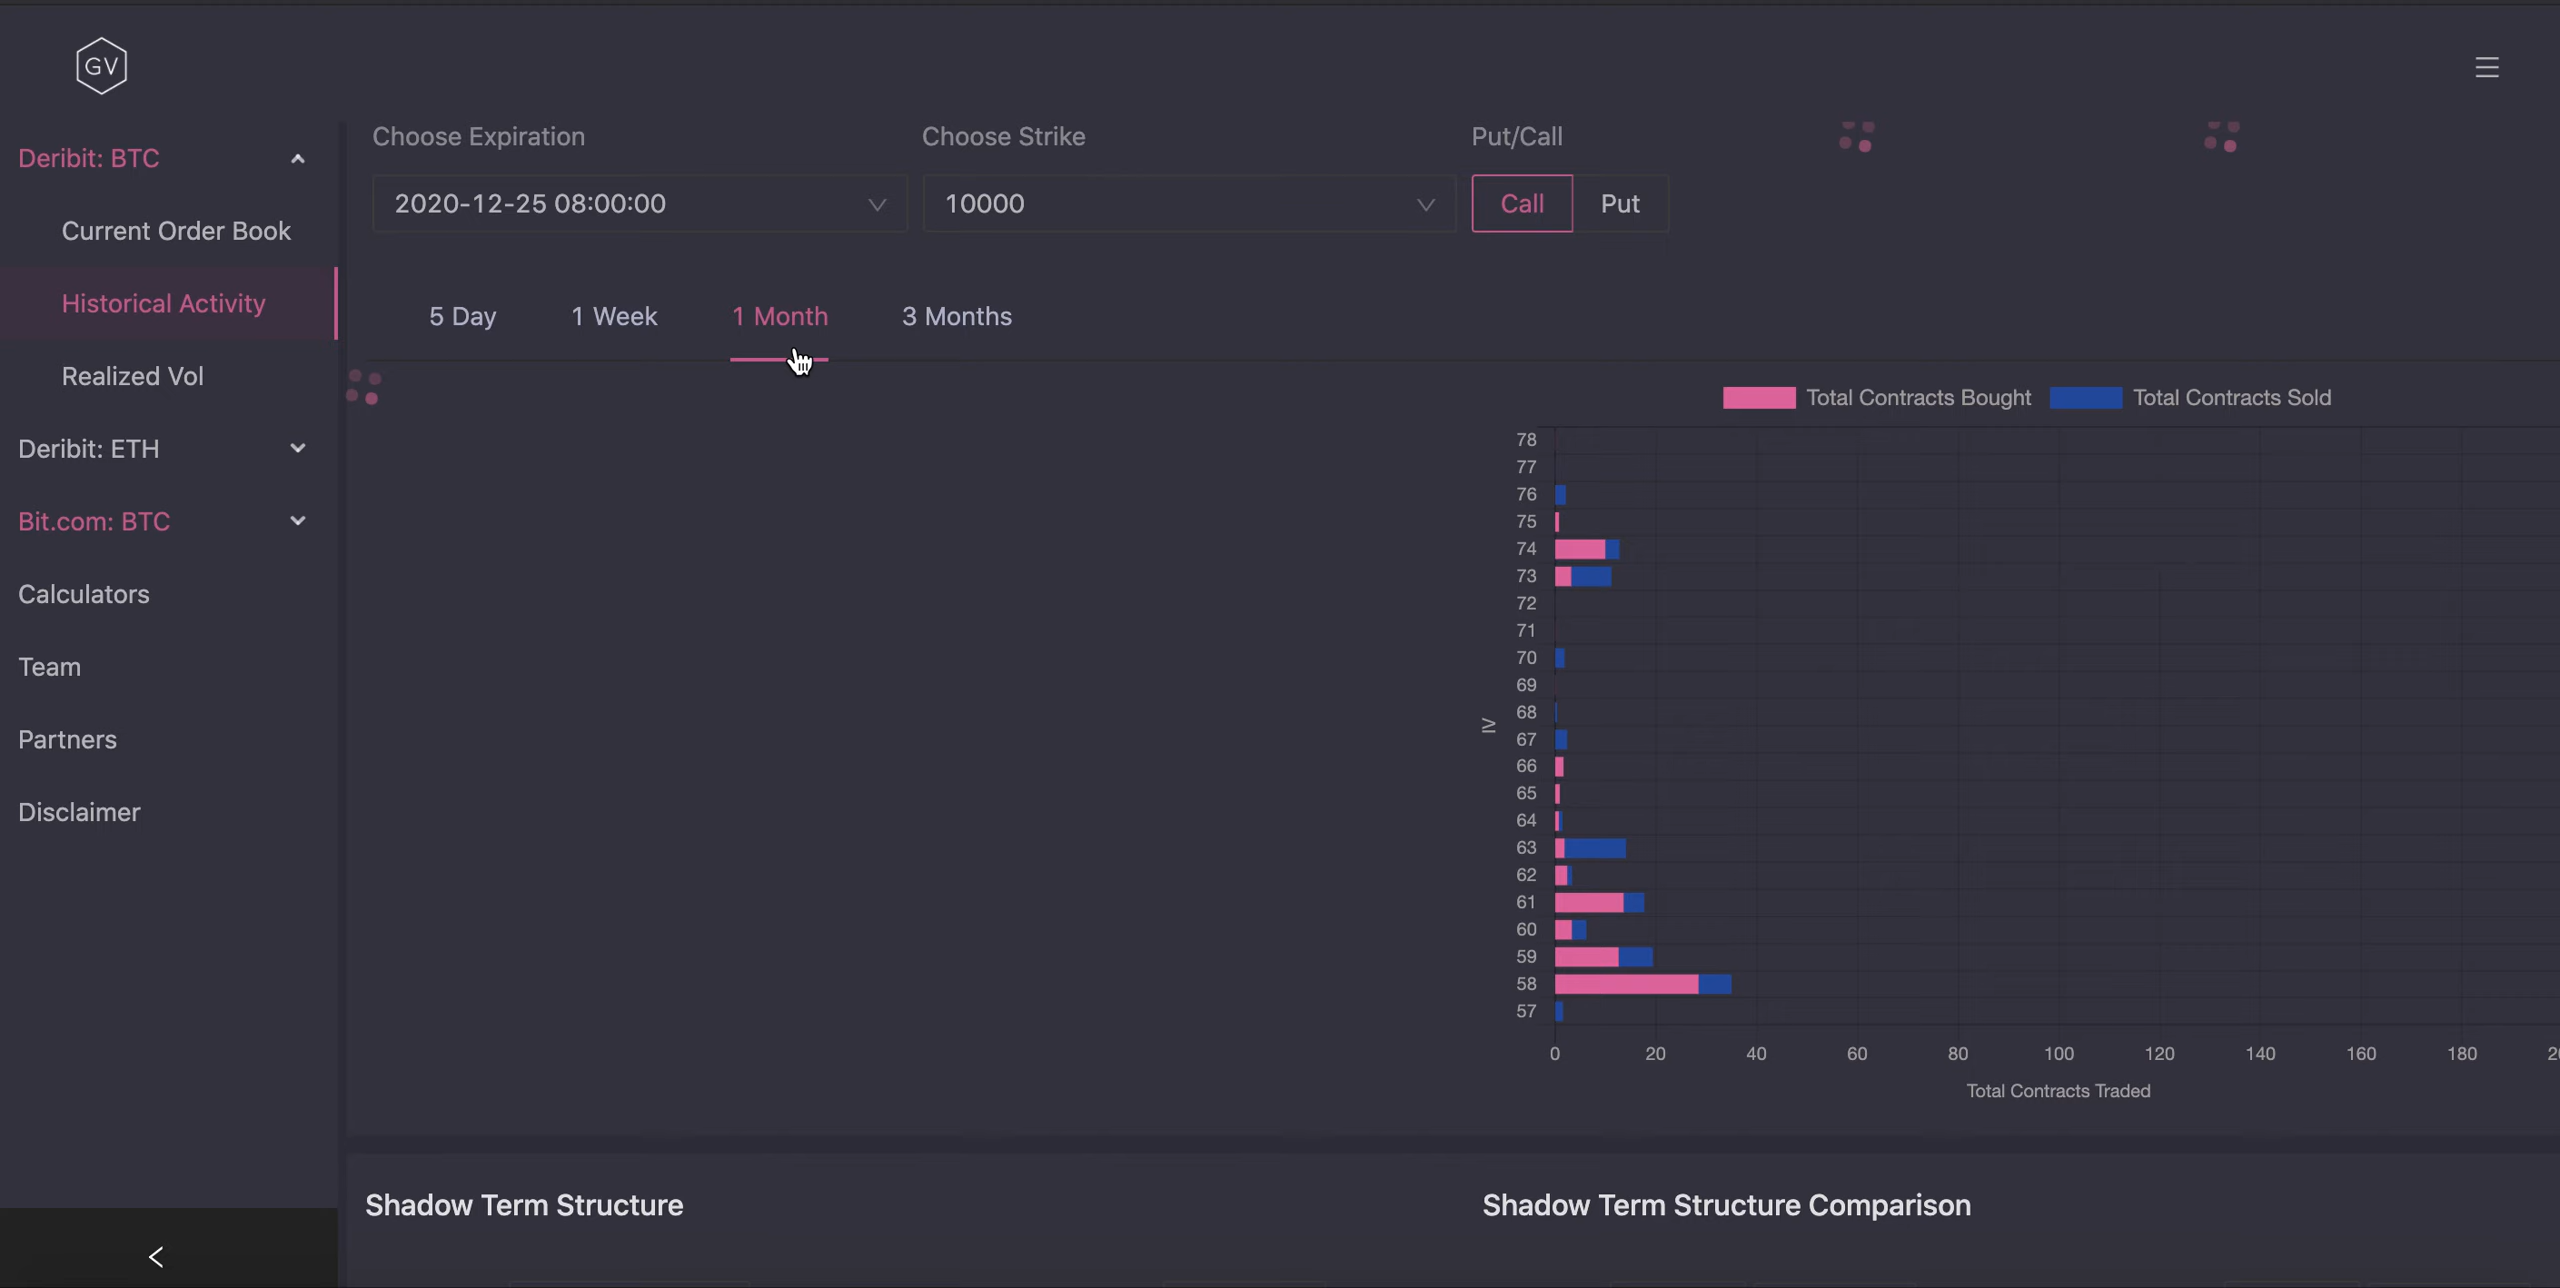 GV
Choose Expiration
Choose Strike
Put/Call
Deribit: BTC
2020-12-25 08:00:00
10000
Call
Put
Current Order Book
Historical Activity
5 Day
1 Week
1 Month
3 Months
Realized Vol
Total Contracts Bought
Total Contracts Sold
Deribit: ETH
Bit.com: BTC
Calculators
Team
Partners
Disclaimer
IV
78
77
76
75
74
73
72
71
70
69
68
67
66
65
64
63
62
61
60
59
58
57
0 20 40 60 80 100 120 140 160 180
Total Contracts Traded
Shadow Term Structure
Shadow Term Structure Comparison